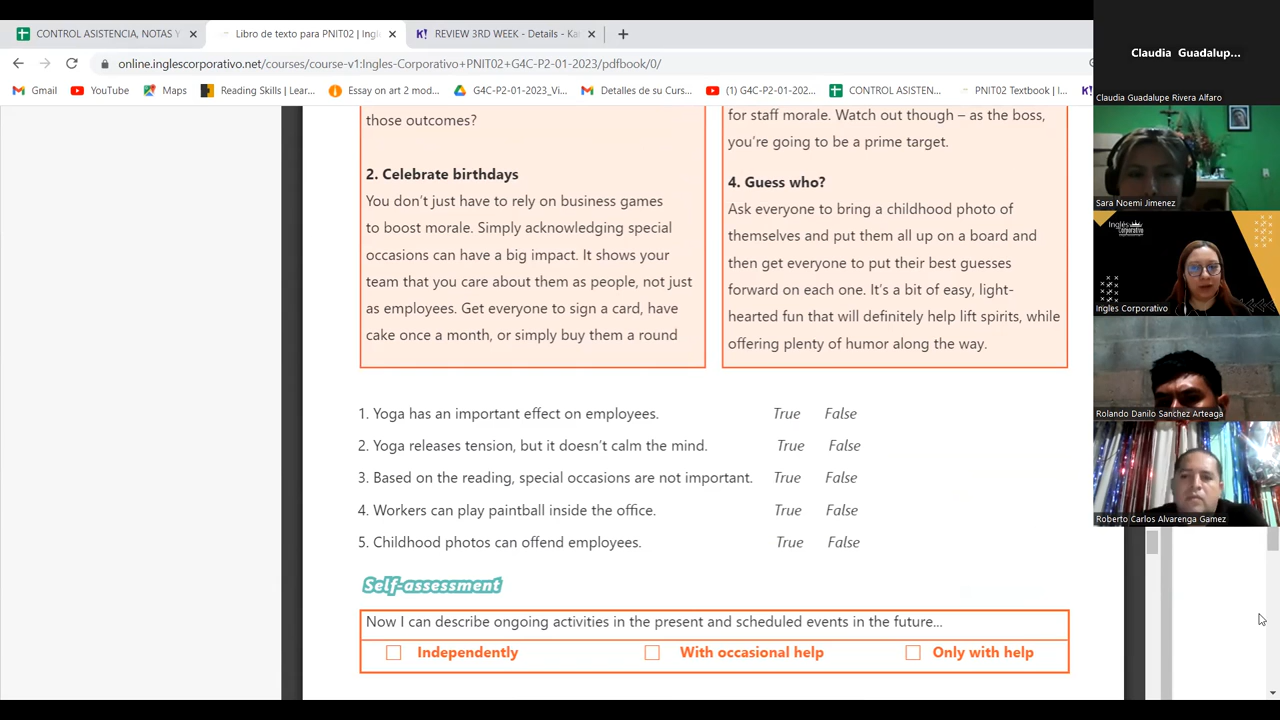 CONTROL ASISTENCIA, NOTAS Y
Libro de texto para PNIT02 | Ingl
REVIEW 3RD WEEK - Details - Ka
online.inglescorporativo.net/courses/course-v1:Ingles-Corporativo+PNIT02+G4C-P2-01-2023/pdfbook/0/
Gmail
YouTube
Maps
Reading Skills | Lear...
Essay on art 2 mod...
G4C-P2-01-2023_Vi...
Detalles de su Curs...
(1) G4C-P2-01-202...
CONTROL ASISTEN...
PNIT02 Textbook | I...
those outcomes?
2. Celebrate birthdays
You don't just have to rely on business games
to boost morale. Simply acknowledging special
occasions can have a big impact. It shows your
team that you care about them as people, not just
as employees. Get everyone to sign a card, have
cake once a month, or simply buy them a round
for staff morale. Watch out though – as the boss,
you're going to be a prime target.
4. Guess who?
Ask everyone to bring a childhood photo of
themselves and put them all up on a board and
then get everyone to put their best guesses
forward on each one. It's a bit of easy, light-
hearted fun that will definitely help lift spirits, while
offering plenty of humor along the way.
1. Yoga has an important effect on employees. True False
2. Yoga releases tension, but it doesn't calm the mind. True False
3. Based on the reading, special occasions are not important. True False
4. Workers can play paintball inside the office. True False
5. Childhood photos can offend employees. True False
Self-assessment
Now I can describe ongoing activities in the present and scheduled events in the future...
Independently
With occasional help
Only with help
Claudia Guadalup...
Claudia Guadalupe Rivera Alfaro
Sara Noemi Jimenez
Inglés
Corporativo
Ingles Corporativo
Rolando Danilo Sanchez Arteaga
Roberto Carlos Alvarenga Gamez